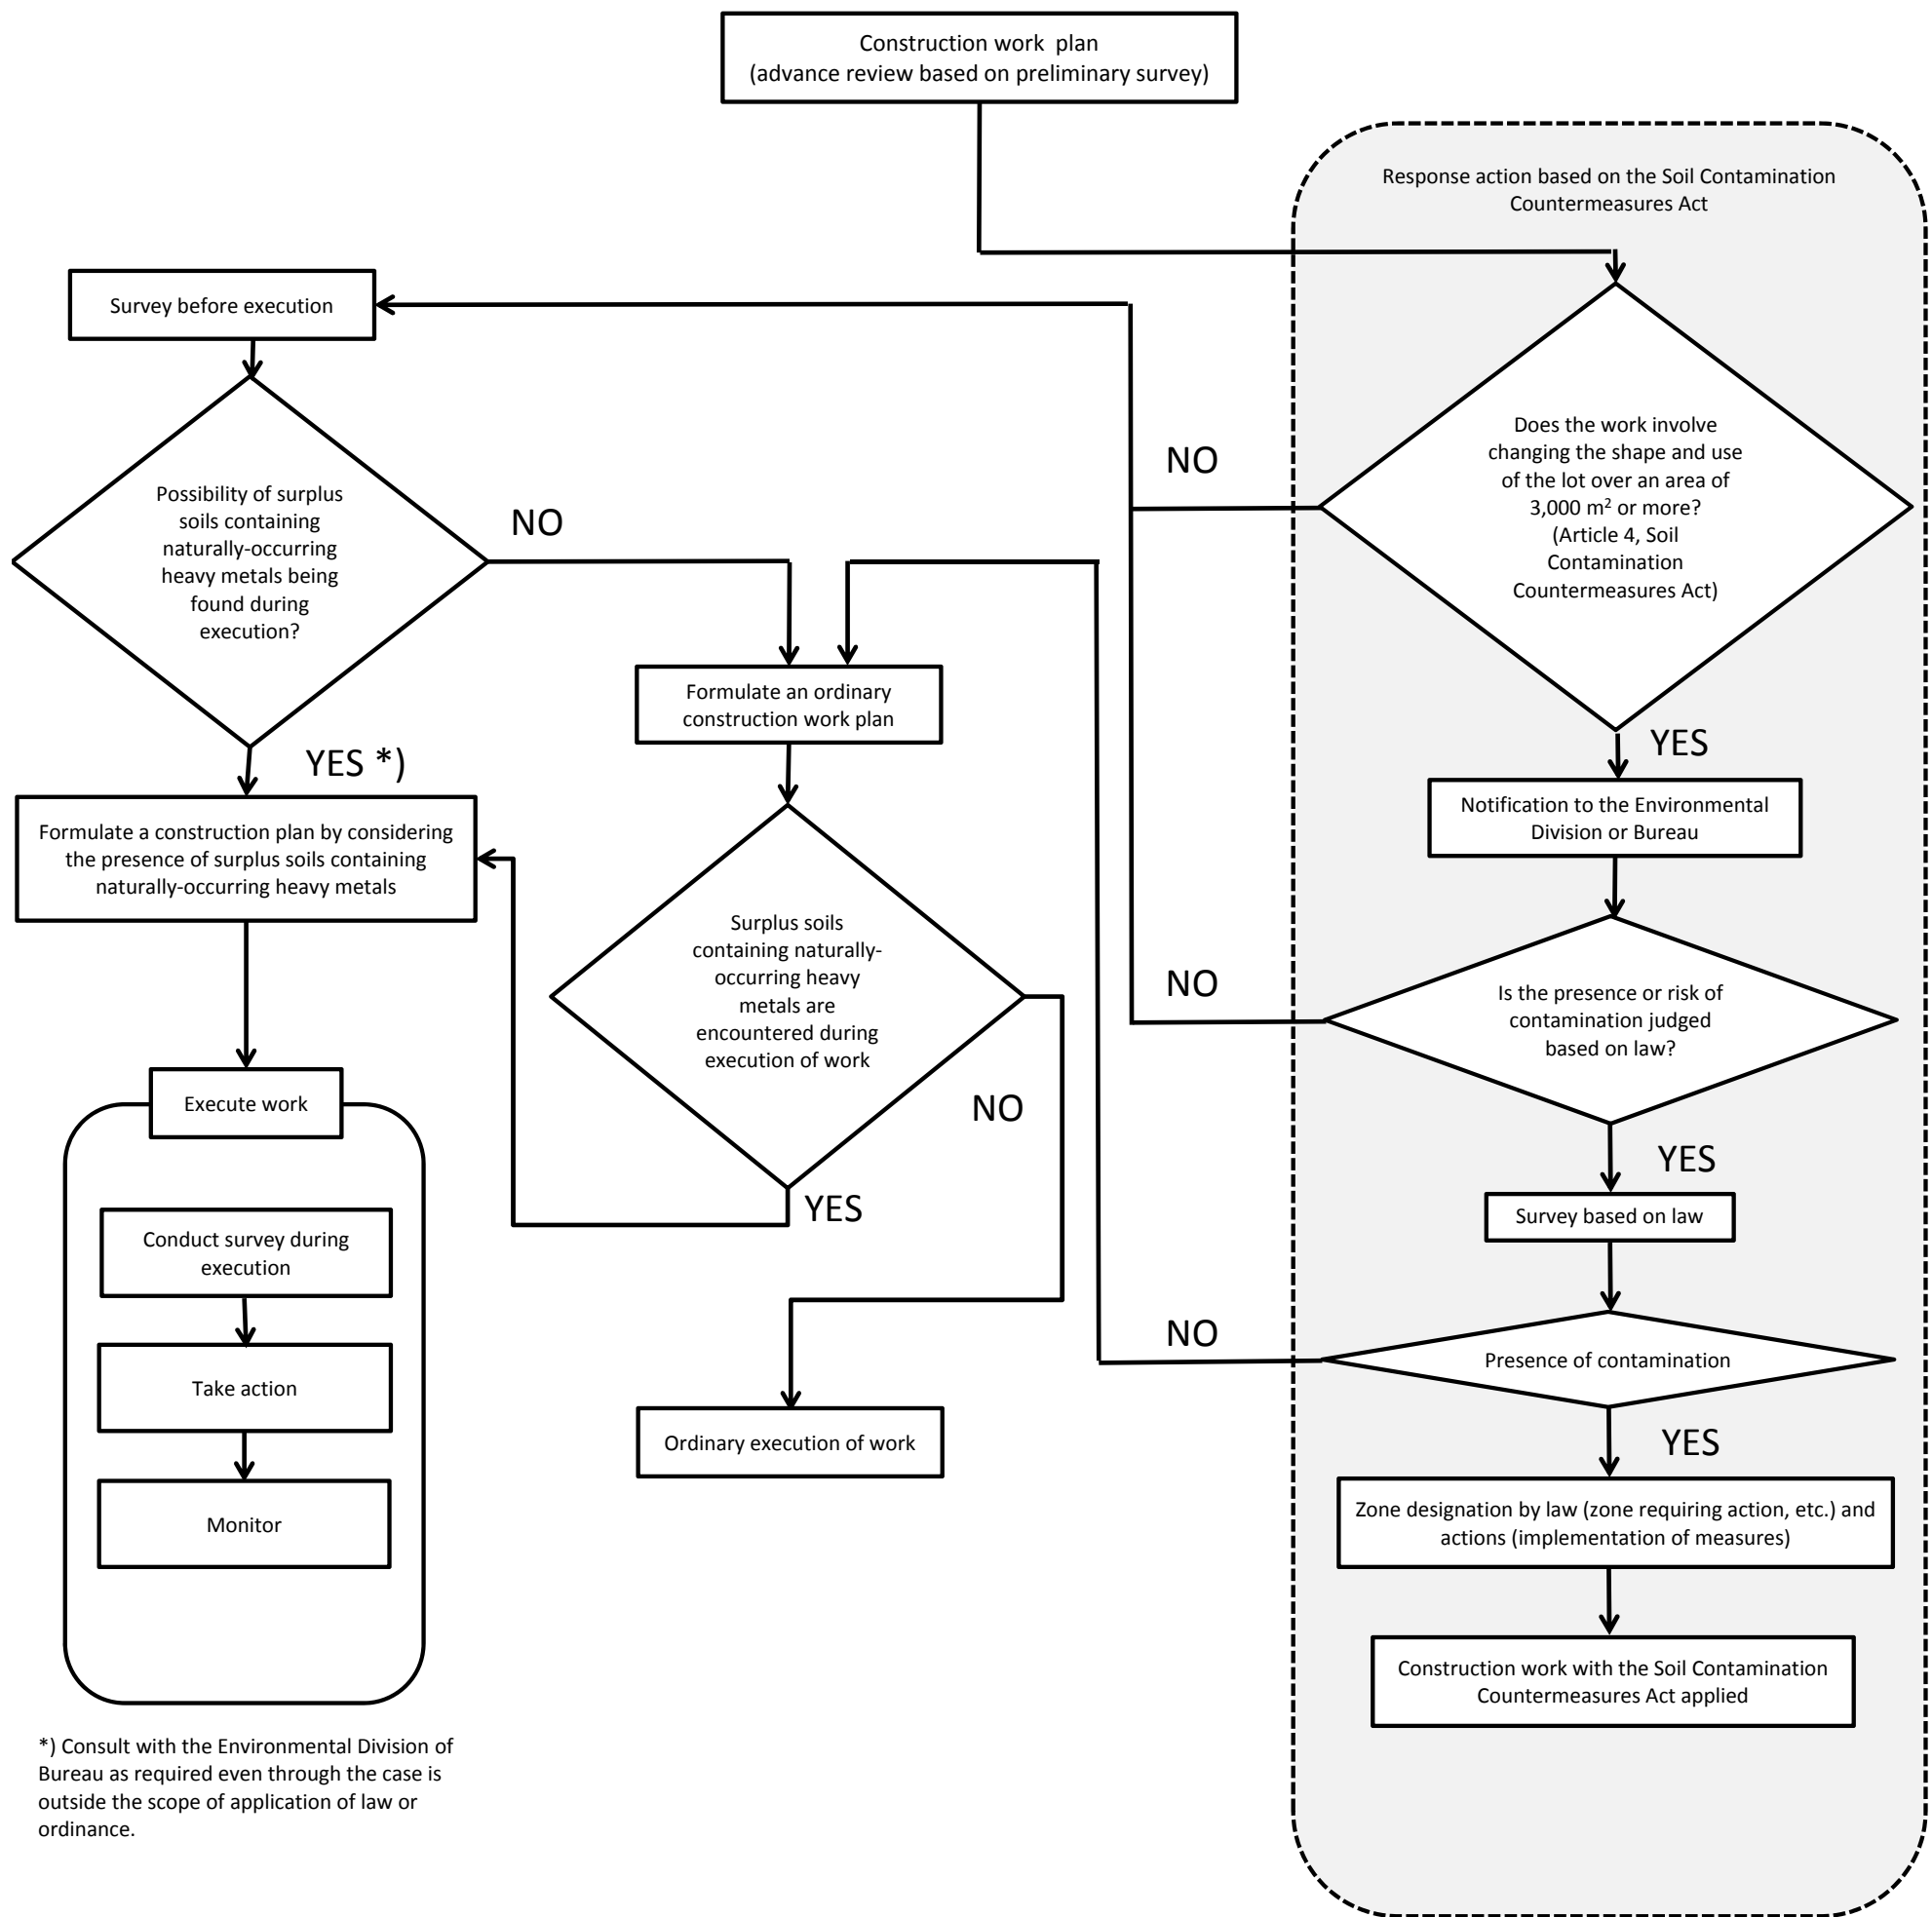 Construction work plan
(advance review based on preliminary survey)
Response action based on the Soil Contamination
Countermeasures Act
Survey before execution
Does the work involve
changing the shape and use
of the lot over an area of
3,000 m² or more?
(Article 4, Soil
Contamination
Countermeasures Act)
NO
YES
Possibility of surplus
soils containing
naturally-occurring
heavy metals being
found during
execution?
NO
YES *)
Formulate an ordinary
construction work plan
Notification to the Environmental
Division or Bureau
Formulate a construction plan by considering
the presence of surplus soils containing
naturally-occurring heavy metals
Surplus soils
containing naturally-
occurring heavy
metals are
encountered during
execution of work
NO
YES
Is the presence or risk of
contamination judged
based on law?
NO
YES
Execute work
Conduct survey during
execution
Take action
Monitor
Survey based on law
Presence of contamination
NO
YES
Ordinary execution of work
Zone designation by law (zone requiring action, etc.) and
actions (implementation of measures)
Construction work with the Soil Contamination
Countermeasures Act applied
*) Consult with the Environmental Division of
Bureau as required even through the case is
outside the scope of application of law or
ordinance.